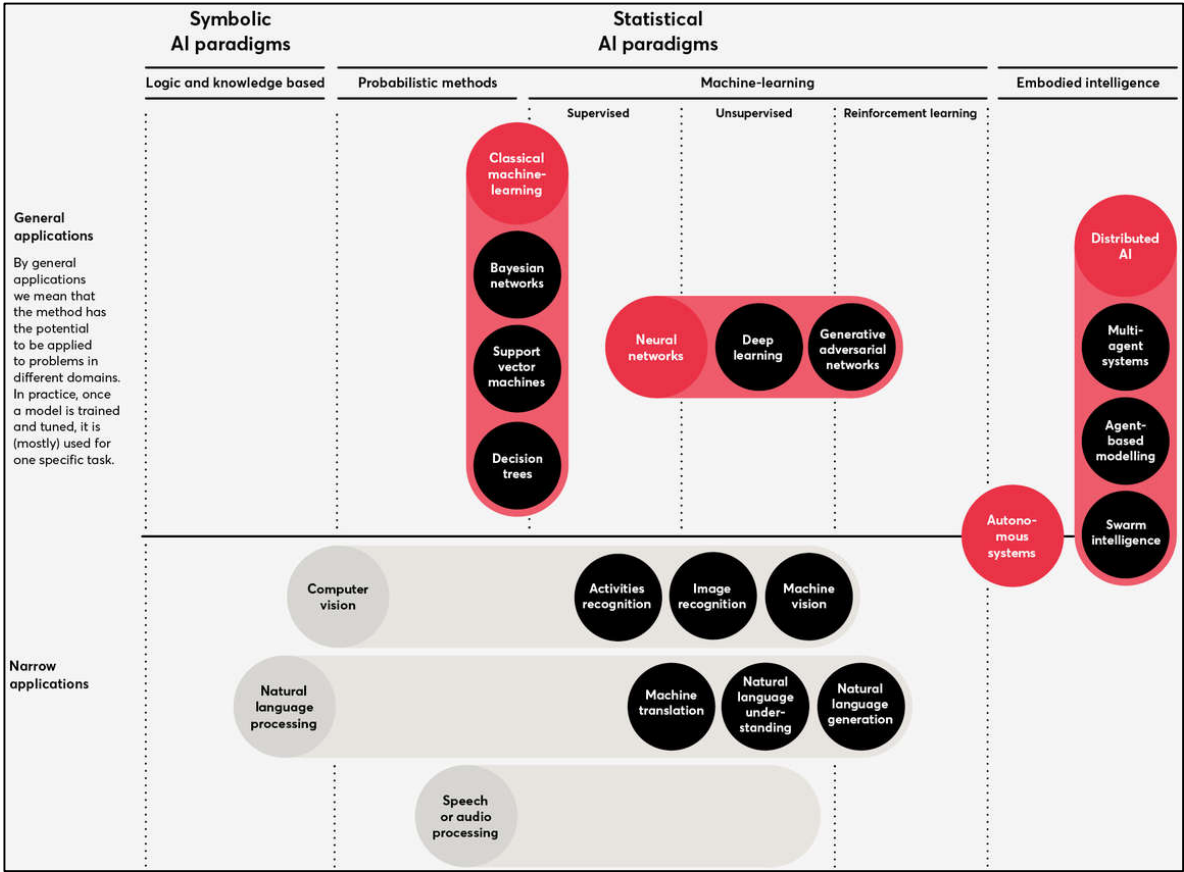 Symbolic
AI paradigms
Statistical
AI paradigms
Logic and knowledge based
Probabilistic methods
Machine-learning
Embodied intelligence
Supervised
Unsupervised
Reinforcement learning
General
applications
By general
applications
we mean that
the method has
the potential
to be applied
to problems in
different domains.
In practice, once
a model is trained
and tuned, it is
(mostly) used for
one specific task.
Classical
machine-
learning
Bayesian
networks
Support
vector
machines
Decision
trees
Neural
networks
Deep
learning
Generative
adversarial
networks
Distributed
AI
Multi-
agent
systems
Agent-
based
modelling
Swarm
intelligence
Autono-
mous
systems
Narrow
applications
Computer
vision
Activities
recognition
Image
recognition
Machine
vision
Natural
language
processing
Machine
translation
Natural
language
under-
standing
Natural
language
generation
Speech
or audio
processing